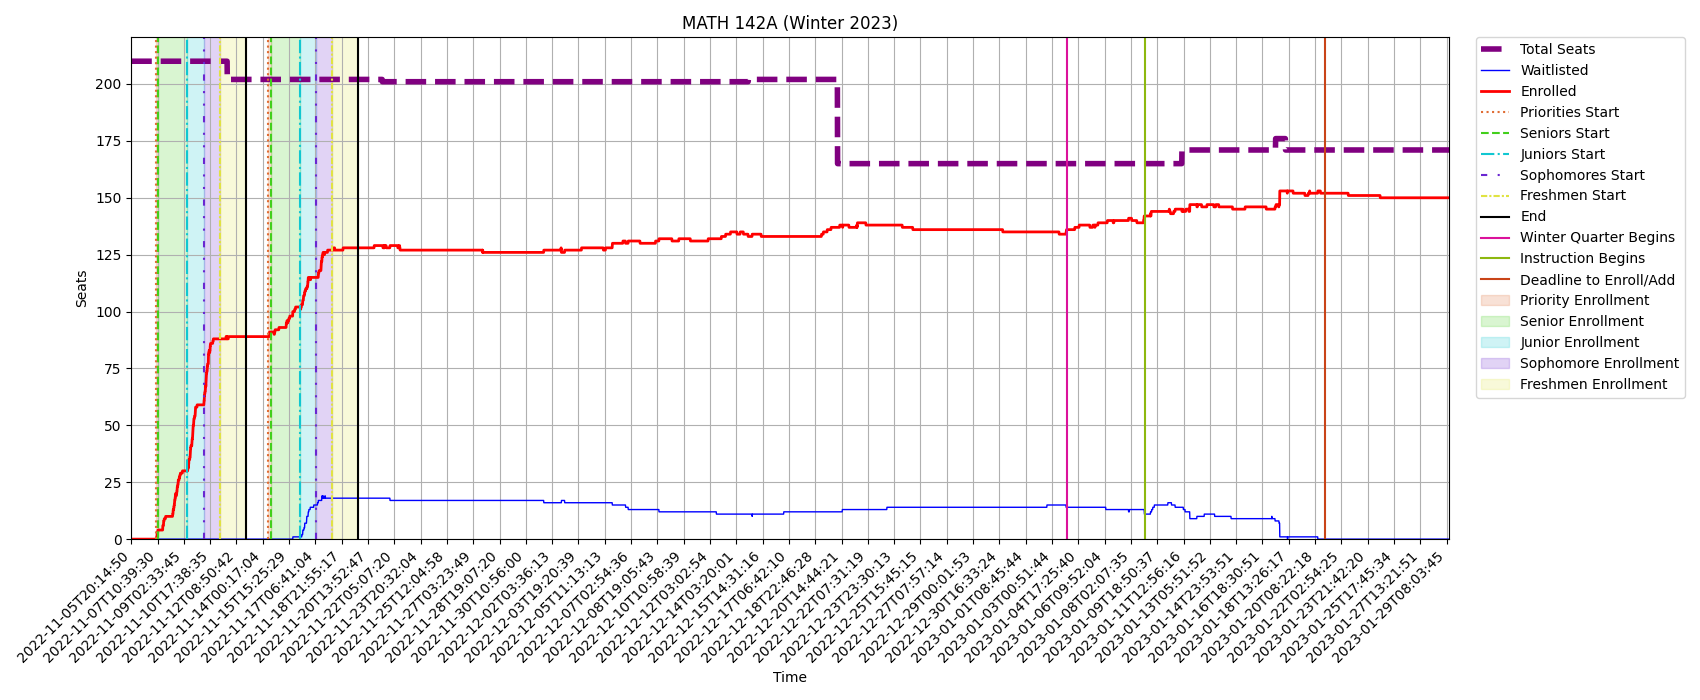 MATH 142A (Winter 2023)
Seats
200
175
150
125
100
75
50
25
0
2022-11-05T20:14:50
2022-11-07T10:39:30
2022-11-09T02:33:45
2022-11-10T17:38:35
2022-11-12T08:50:42
2022-11-14T00:17:04
2022-11-15T15:25:29
2022-11-17T06:41:04
2022-11-18T21:55:17
2022-11-20T13:52:47
2022-11-22T05:07:20
2022-11-23T20:32:04
2022-11-25T12:04:58
2022-11-28T19:23:49
2022-11-29T19:07:20
2022-11-30T10:56:00
2022-12-02T03:36:13
2022-12-03T19:20:39
2022-12-05T11:13:13
2022-12-07T02:54:36
2022-12-08T19:05:43
2022-12-10T10:58:39
2022-12-12T03:02:54
2022-12-14T03:20:01
2022-12-15T14:31:16
2022-12-17T06:42:10
2022-12-18T22:46:28
2022-12-20T14:44:21
2022-12-22T07:31:19
2022-12-23T23:30:13
2022-12-25T15:45:15
2022-12-27T07:57:14
2022-12-29T00:01:53
2022-12-30T16:33:24
2023-01-01T08:45:44
2023-01-03T00:51:44
2023-01-04T17:25:40
2023-01-06T09:52:04
2023-01-08T02:07:35
2023-01-09T18:50:37
2023-01-11T12:56:16
2023-01-13T05:51:52
2023-01-14T23:53:51
2023-01-16T18:30:51
2023-01-18T13:26:17
2023-01-20T08:22:18
2023-01-22T02:54:25
2023-01-23T21:42:20
2023-01-25T17:45:34
2023-01-27T13:21:51
2023-01-29T08:03:45
Time
Total Seats
Waitlisted
Enrolled
Priorities Start
Seniors Start
Juniors Start
Sophomores Start
Freshmen Start
End
Winter Quarter Begins
Instruction Begins
Deadline to Enroll/Add
Priority Enrollment
Senior Enrollment
Junior Enrollment
Sophomore Enrollment
Freshmen Enrollment